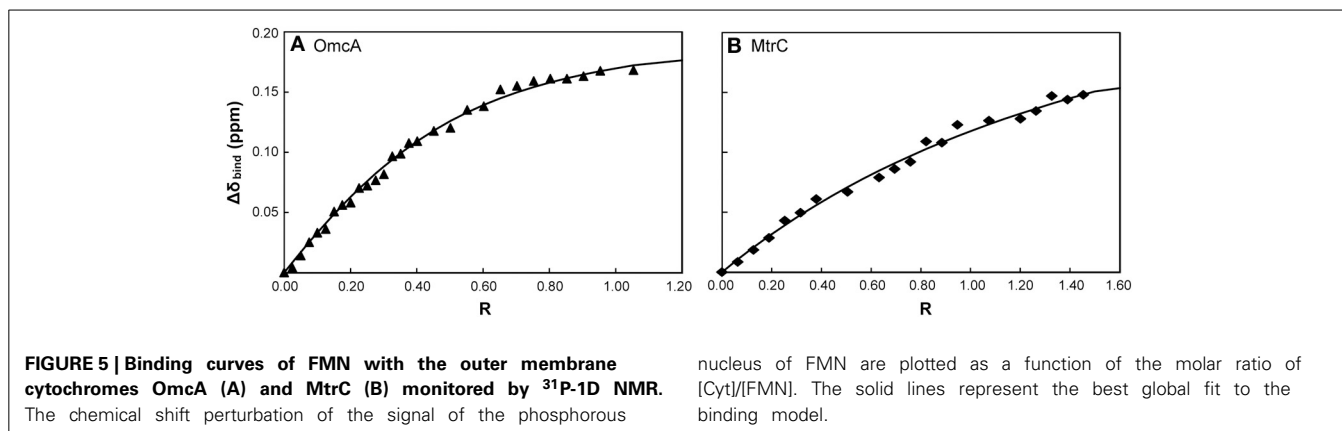 A OmcA
0.20
0.15
0.10
0.05
Δδbind (ppm)
0.00 0.20 0.40 0.60 0.80 1.00 1.20
R
B MtrC
0.00 0.20 0.40 0.60 0.80 1.00 1.20 1.40 1.60
R
FIGURE 5 | Binding curves of FMN with the outer membrane
cytochromes OmcA (A) and MtrC (B) monitored by ³¹P-1D NMR.
The chemical shift perturbation of the signal of the phosphorous
nucleus of FMN are plotted as a function of the molar ratio of
[Cyt]/[FMN]. The solid lines represent the best global fit to the
binding model.